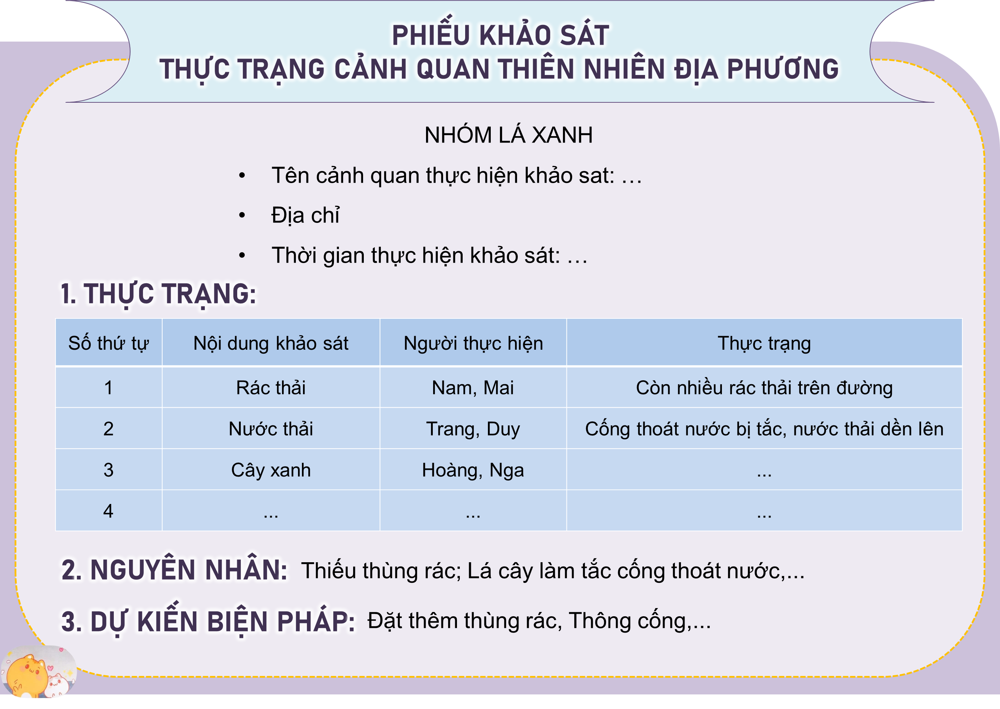 PHIẾU KHẢO SÁT
THỰC TRẠNG CẢNH QUAN THIÊN NHIÊN ĐỊA PHƯƠNG
NHÓM LÁ XANH
• Tên cảnh quan thực hiện khảo sat: …
• Địa chỉ
• Thời gian thực hiện khảo sát: …
1. THỰC TRẠNG:
Số thứ tự Nội dung khảo sát Người thực hiện Thực trạng
1 Rác thải Nam, Mai Còn nhiều rác thải trên đường
2 Nước thải Trang, Duy Cống thoát nước bị tắc, nước thải dền lên
3 Cây xanh Hoàng, Nga ...
4 ... ... ...
2. NGUYÊN NHÂN: Thiếu thùng rác; Lá cây làm tắc cống thoát nước,...
3. DỰ KIẾN BIỆN PHÁP: Đặt thêm thùng rác, Thông cống,...